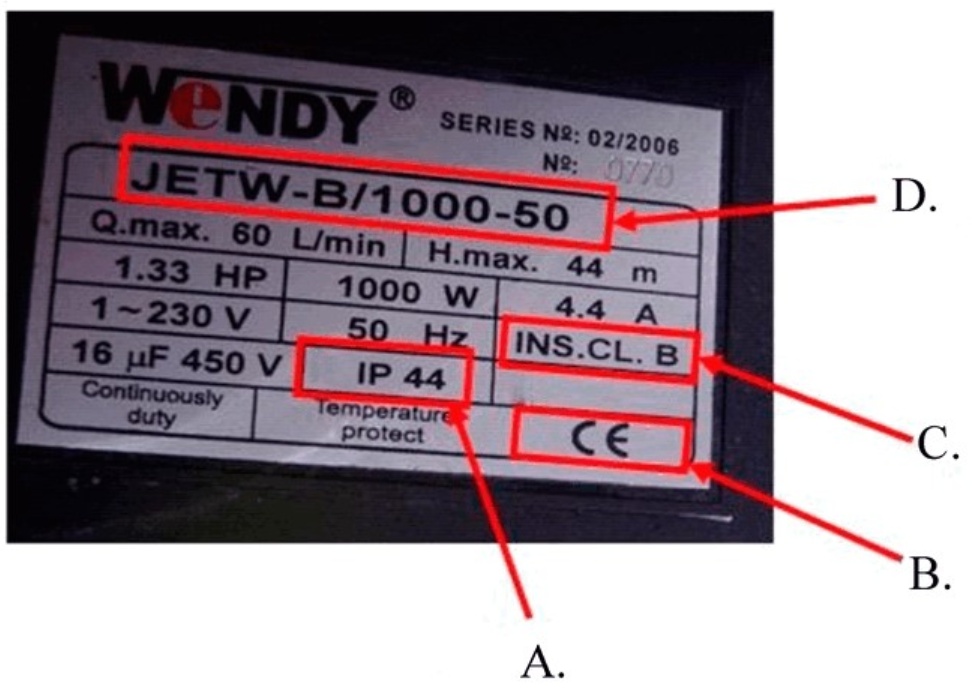 WeNDY®
SERIES Nº: 02/2006
Nº: 0770
JETW-B/1000-50
D.
Q.max. 60 L/min H.max. 44 m
1.33 HP 1000 W 4.4 A
1~230 V 50 Hz INS.CL. B
16 µF 450 V IP 44
Continuously
duty
Temperature
protect
CE
C.
B.
A.